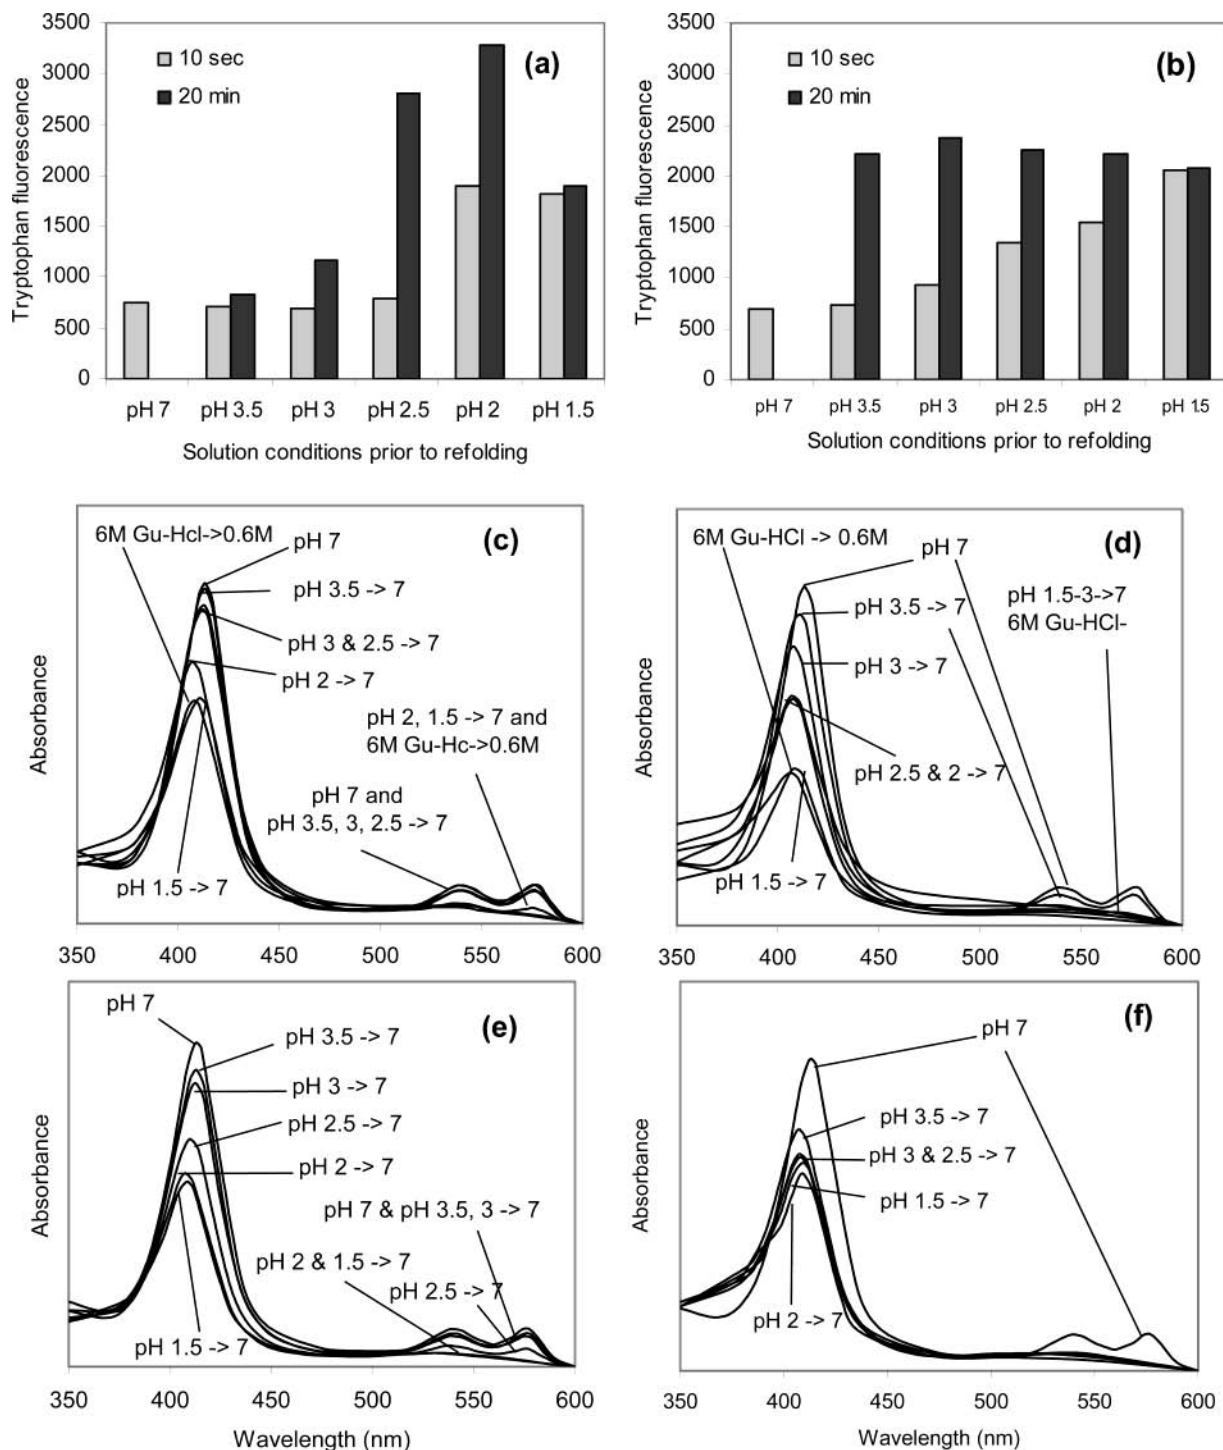 3500
3000
2500
2000
1500
1000
500
0
Tryptophan fluorescence
10 sec
20 min
(a)
pH 7 pH 3.5 pH 3 pH 2.5 pH 2 pH 1.5
Solution conditions prior to refolding
3500
3000
2500
2000
1500
1000
500
0
Tryptophan fluorescence
10 sec
20 min
(b)
pH 7 pH 3.5 pH 3 pH 2.5 pH 2 pH 1.5
Solution conditions prior to refolding
Absorbance
6M Gu-Hcl->0.6M
(c)
pH 7
pH 3.5 -> 7
pH 3 & 2.5 -> 7
pH 2 -> 7
pH 2, 1.5 -> 7 and
6M Gu-Hc->0.6M
pH 7 and
pH 3.5, 3, 2.5 -> 7
pH 1.5 -> 7
350 400 450 500 550 600
Absorbance
6M Gu-HCl -> 0.6M
pH 7
(d)
pH 3.5 -> 7
pH 1.5-3->7
6M Gu-HCl-
pH 3 -> 7
pH 2.5 & 2 -> 7
pH 1.5 -> 7
350 400 450 500 550 600
Absorbance
pH 7
(e)
pH 3.5 -> 7
pH 3 -> 7
pH 2.5 -> 7
pH 2 -> 7
pH 7 & pH 3.5, 3 -> 7
pH 2 & 1.5 -> 7
pH 2.5 -> 7
pH 1.5 -> 7
350 400 450 500 550 600
Wavelength (nm)
Absorbance
pH 7
(f)
pH 3.5 -> 7
pH 3 & 2.5 -> 7
pH 1.5 -> 7
pH 2 -> 7
350 400 450 500 550 600
Wavelength (nm)